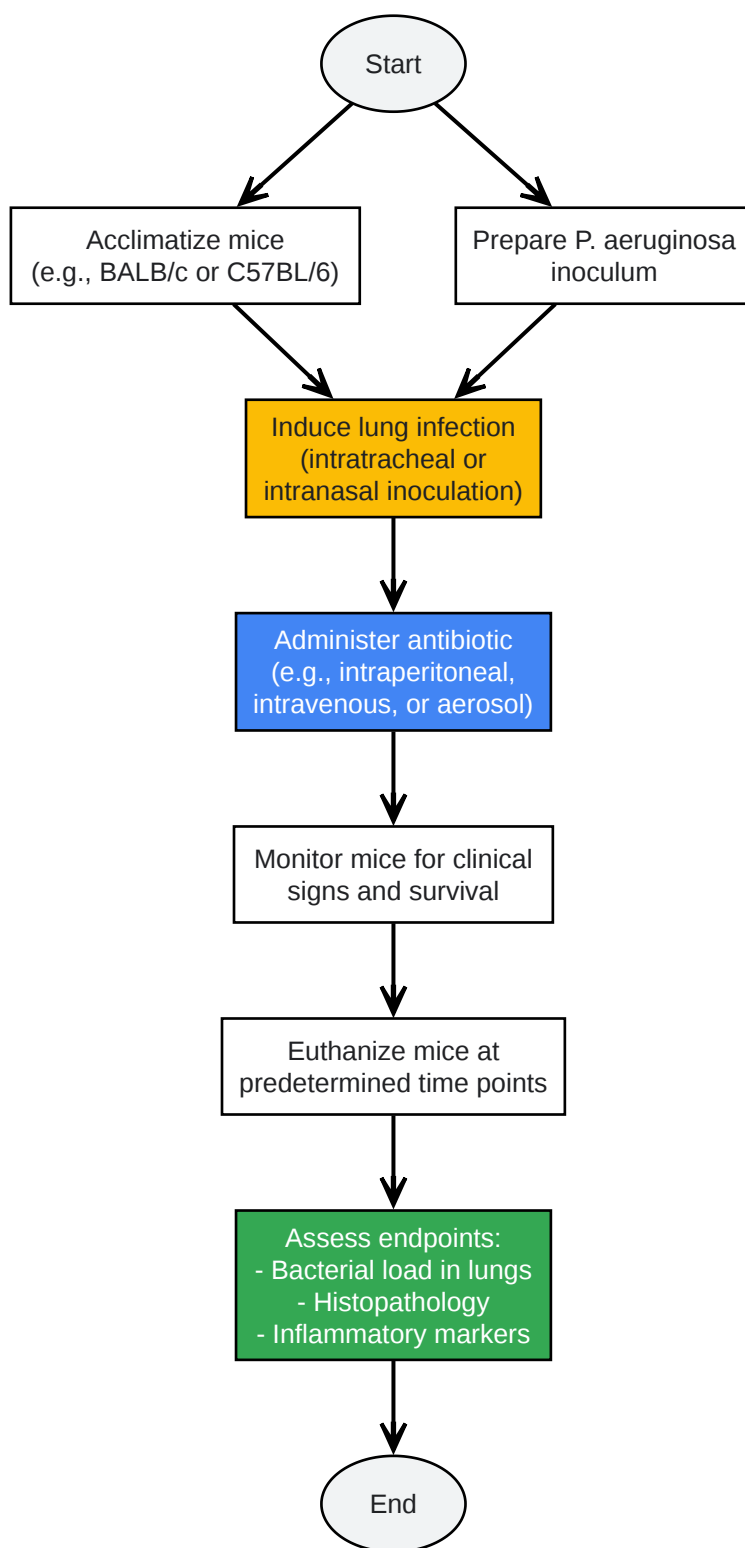 Start
Acclimatize mice
(e.g., BALB/c or C57BL/6)
Prepare P. aeruginosa
inoculum
Induce lung infection
(intratracheal or
intranasal inoculation)
Administer antibiotic
(e.g., intraperitoneal,
intravenous, or aerosol)
Monitor mice for clinical
signs and survival
Euthanize mice at
predetermined time points
Assess endpoints:
- Bacterial load in lungs
- Histopathology
- Inflammatory markers
End